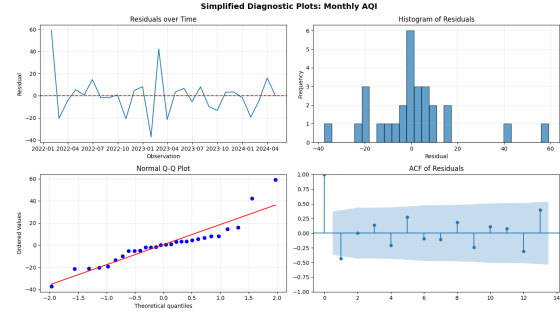 Simplified Diagnostic Plots: Monthly AQI
Residuals over Time
Residual
60
40
20
0
−20
−40
2022-01 2022-04 2022-07 2022-10 2023-01 2023-04 2023-07 2023-10 2024-01 2024-04
Observation
Histogram of Residuals
Frequency
6
5
4
3
2
1
0
−40 −20 0 20 40 60
Residual
Normal Q-Q Plot
Ordered Values
60
40
20
0
−20
−40
−2.0 −1.5 −1.0 −0.5 0.0 0.5 1.0 1.5 2.0
Theoretical quantiles
ACF of Residuals
1.00
0.75
0.50
0.25
0.00
−0.25
−0.50
−0.75
−1.00
0 2 4 6 8 10 12 14